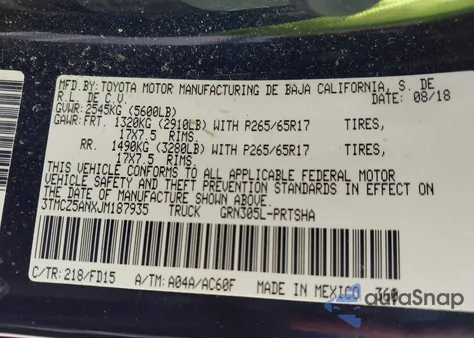 MFD.BY: TOYOTA MOTOR MANUFACTURING DE BAJA CALIFORNIA, S. DE
R.L. DE C.V. DATE: 08/18
GVWR: 2545KG (5600LB)
GAWR: FRT. 1320KG (2910LB) WITH P265/65R17 TIRES,
17X7.5 RIMS,
RR. 1490KG (3280LB) WITH P265/65R17 TIRES,
17X7.5 RIMS.
THIS VEHICLE CONFORMS TO ALL APPLICABLE FEDERAL MOTOR
VEHICLE SAFETY AND THEFT PREVENTION STANDARDS IN EFFECT ON
THE DATE OF MANUFACTURE SHOWN ABOVE.
3TMCZ5ANXJM187935 TRUCK GRN305L-PRTSHA
C/TR: 218/FD15 A/TM: A04A/AC60F MADE IN MEXICO 360
autoSnap